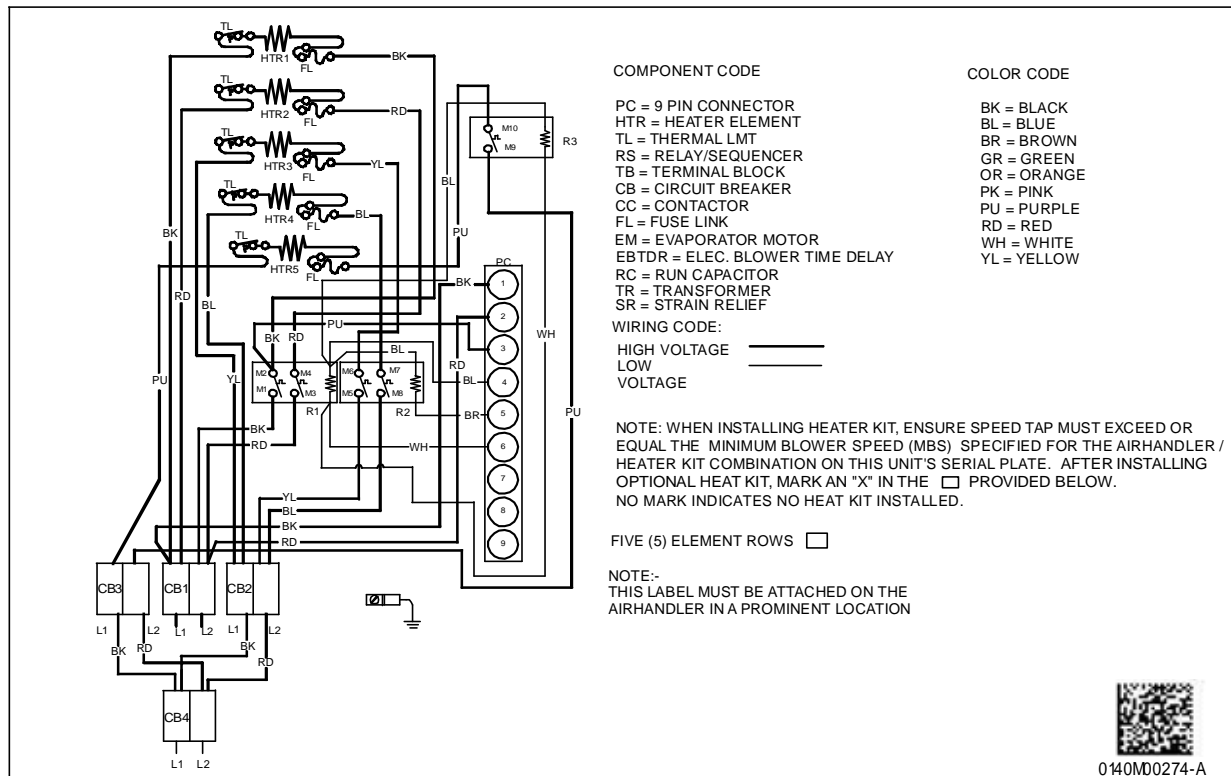 TL
HTR1
FL
BK
TL
HTR2
FL
RD
TL
HTR3
FL
YL
TL
HTR4
FL
BL
TL
HTR5
FL
BK
RD
BL
YL
PU
BL
PU
M10
M9
R3
WH
PU
PC
1
2
3
4
5
6
7
8
9
BK
RD
BL
BR
WH
BK
RD
PU
BL
M2
M4
M1
M3
R1
M6
M7
M5
M8
R2
BK
RD
YL
BL
BK
RD
CB3
CB1
CB2
L1
L2
L1
L2
L1
L2
BK
RD
BK
RD
CB4
L1
L2
COMPONENT CODE
PC = 9 PIN CONNECTOR
HTR = HEATER ELEMENT
TL = THERMAL LMT
RS = RELAY/SEQUENCER
TB = TERMINAL BLOCK
CB = CIRCUIT BREAKER
CC = CONTACTOR
FL = FUSE LINK
EM = EVAPORATOR MOTOR
EBTDR = ELEC. BLOWER TIME DELAY
RC = RUN CAPACITOR
TR = TRANSFORMER
SR = STRAIN RELIEF
COLOR CODE
BK = BLACK
BL = BLUE
BR = BROWN
GR = GREEN
OR = ORANGE
PK = PINK
PU = PURPLE
RD = RED
WH = WHITE
YL = YELLOW
WIRING CODE:
HIGH VOLTAGE
LOW
VOLTAGE
NOTE: WHEN INSTALLING HEATER KIT, ENSURE SPEED TAP MUST EXCEED OR
EQUAL THE MINIMUM BLOWER SPEED (MBS) SPECIFIED FOR THE AIRHANDLER /
HEATER KIT COMBINATION ON THIS UNIT'S SERIAL PLATE. AFTER INSTALLING
OPTIONAL HEAT KIT, MARK AN "X" IN THE PROVIDED BELOW.
NO MARK INDICATES NO HEAT KIT INSTALLED.
FIVE (5) ELEMENT ROWS
NOTE:-
THIS LABEL MUST BE ATTACHED ON THE
AIRHANDLER IN A PROMINENT LOCATION
0140M00274-A